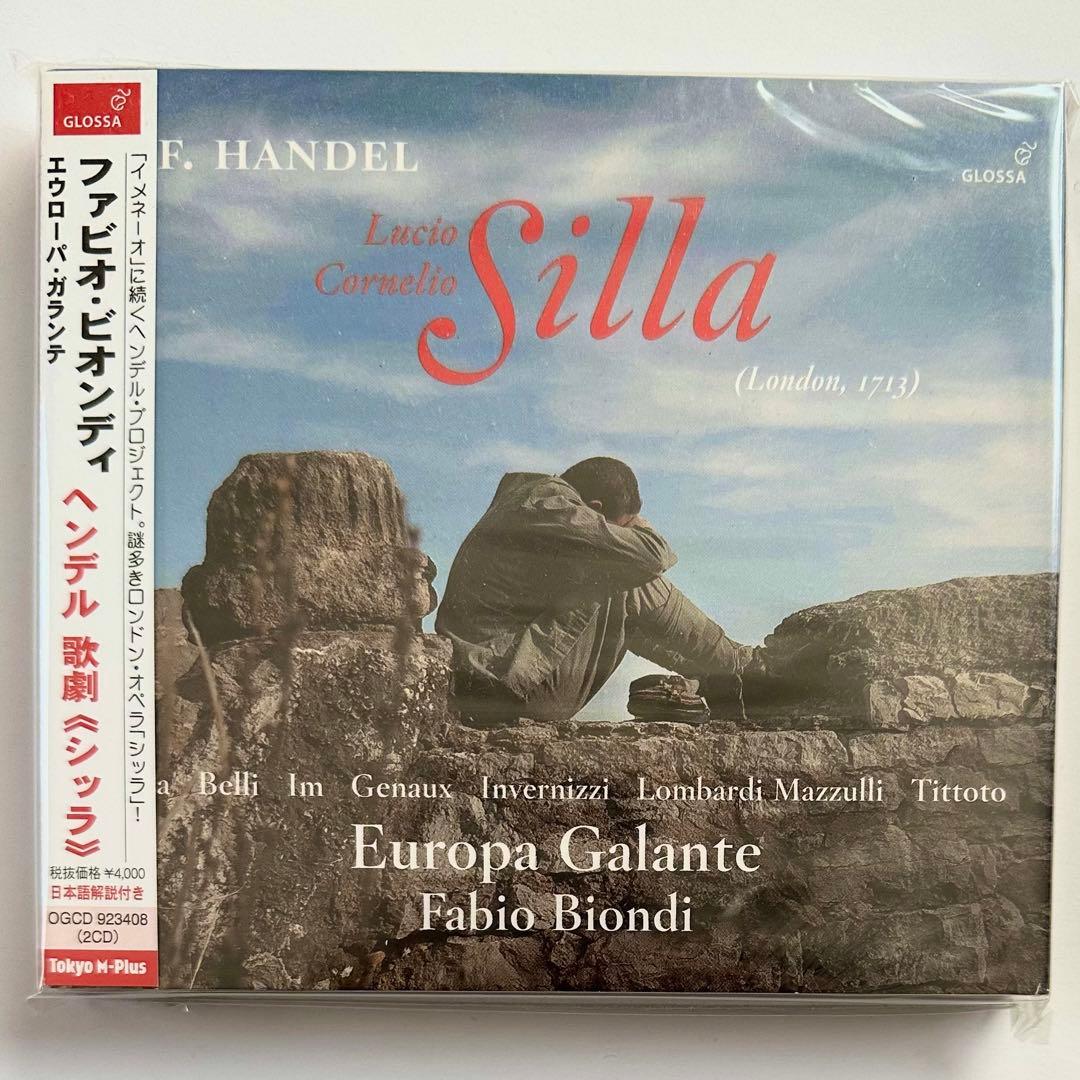 GLOSSA
「イメネーオ」に続くヘンデル・プロジェクト。謎多きロンドン・オペラ「シッラ」!
ファビオ・ビオンディ
エウローパ・ガランテ
ヘンデル 歌劇《シッラ》
税抜価格 ¥4,000
日本語解説付き
OGCD 923408
(2CD)
Tokyo M-Plus
F. HANDEL
GLOSSA
Lucio
Cornelio
Silla
(London, 1713)
a Belli Im Genaux Invernizzi Lombardi Mazzulli Tittoto
Europa Galante
Fabio Biondi